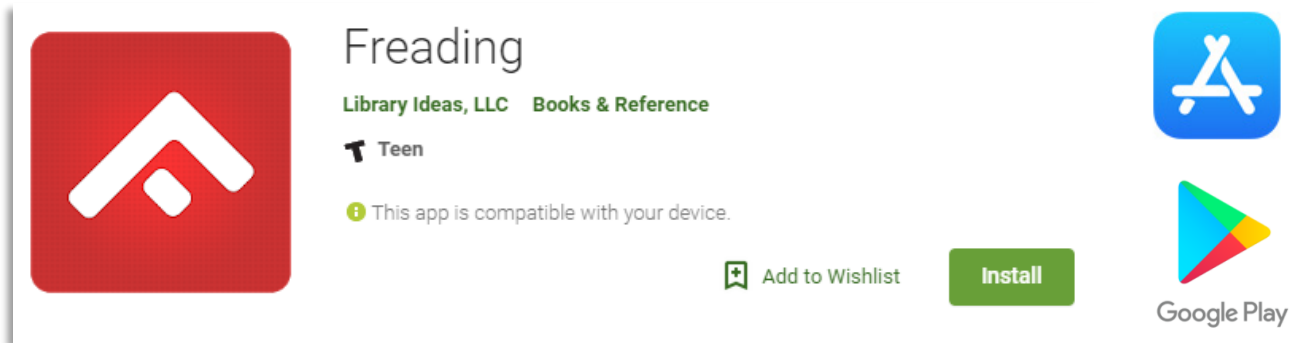 Freading
Library Ideas, LLC Books & Reference
T Teen
This app is compatible with your device.
Add to Wishlist Install
Google Play